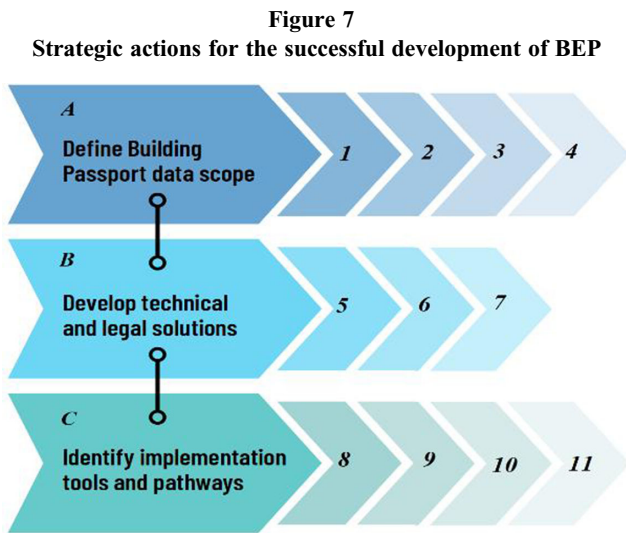 Figure 7
Strategic actions for the successful development of BEP
A
Define Building
Passport data scope
1 2 3 4
B
Develop technical
and legal solutions
5 6 7
C
Identify implementation
tools and pathways
8 9 10 11